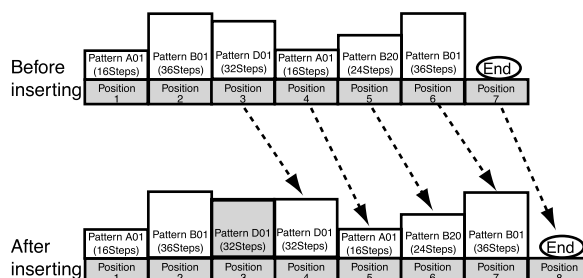 Before inserting
Pattern A01 (16Steps)
Pattern B01 (36Steps)
Pattern D01 (32Steps)
Pattern A01 (16Steps)
Pattern B20 (24Steps)
Pattern B01 (36Steps)
End
Position 1
Position 2
Position 3
Position 4
Position 5
Position 6
Position 7
After inserting
Pattern A01 (16Steps)
Pattern B01 (36Steps)
Pattern D01 (32Steps)
Pattern D01 (32Steps)
Pattern A01 (16Steps)
Pattern B20 (24Steps)
Pattern B01 (36Steps)
End
Position 1
Position 2
Position 3
Position 4
Position 5
Position 6
Position 7
Position 8